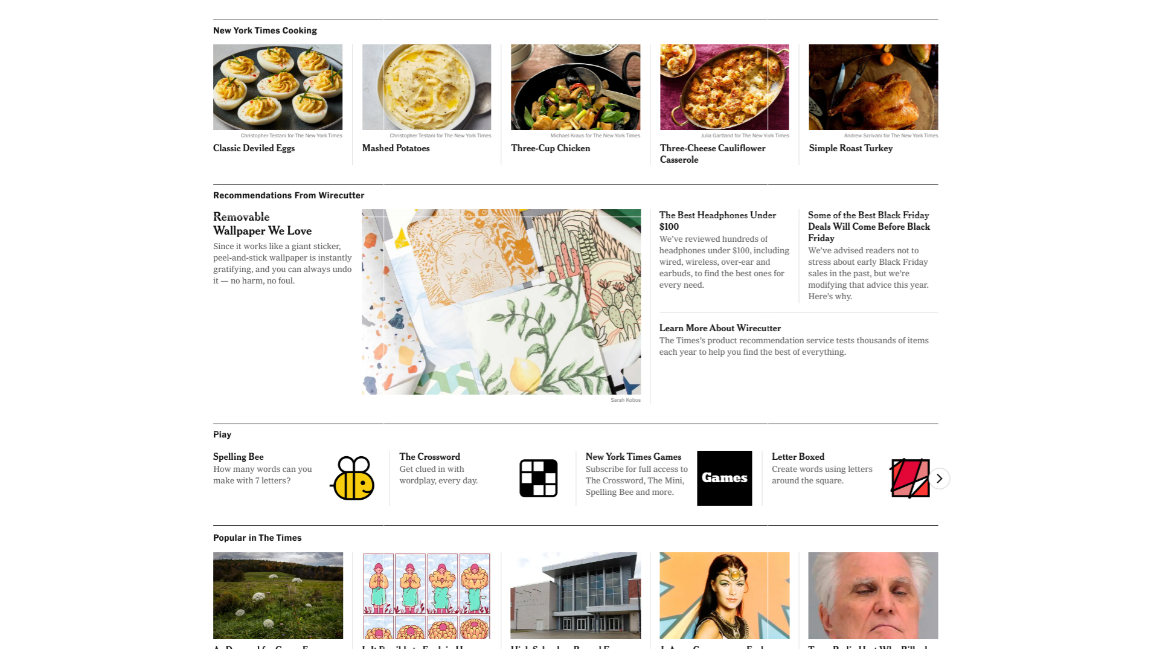 New York Times Cooking
Christopher Testani for The New York Times
Christopher Testani for The New York Times
Michael Kraus for The New York Times
Julia Gartland for The New York Times
Andrew Scrivani for The New York Times
Classic Deviled Eggs
Mashed Potatoes
Three-Cup Chicken
Three-Cheese Cauliflower
Casserole
Simple Roast Turkey
Recommendations From Wirecutter
Removable
Wallpaper We Love
Since it works like a giant sticker,
peel-and-stick wallpaper is instantly
gratifying, and you can always undo
it — no harm, no foul.
The Best Headphones Under
$100
We've reviewed hundreds of
headphones under $100, including
wired, wireless, over-ear and
earbuds, to find the best ones for
every need.
Some of the Best Black Friday
Deals Will Come Before Black
Friday
We've advised readers not to
stress about early Black Friday
sales in the past, but we're
modifying that advice this year.
Here's why.
Learn More About Wirecutter
The Times's product recommendation service tests thousands of items
each year to help you find the best of everything.
Play
Spelling Bee
How many words can you
make with 7 letters?
The Crossword
Get clued in with
wordplay, every day.
New York Times Games
Subscribe for full access to
The Crossword, The Mini,
Spelling Bee and more.
Games
Letter Boxed
Create words using letters
around the square.
Popular in The Times